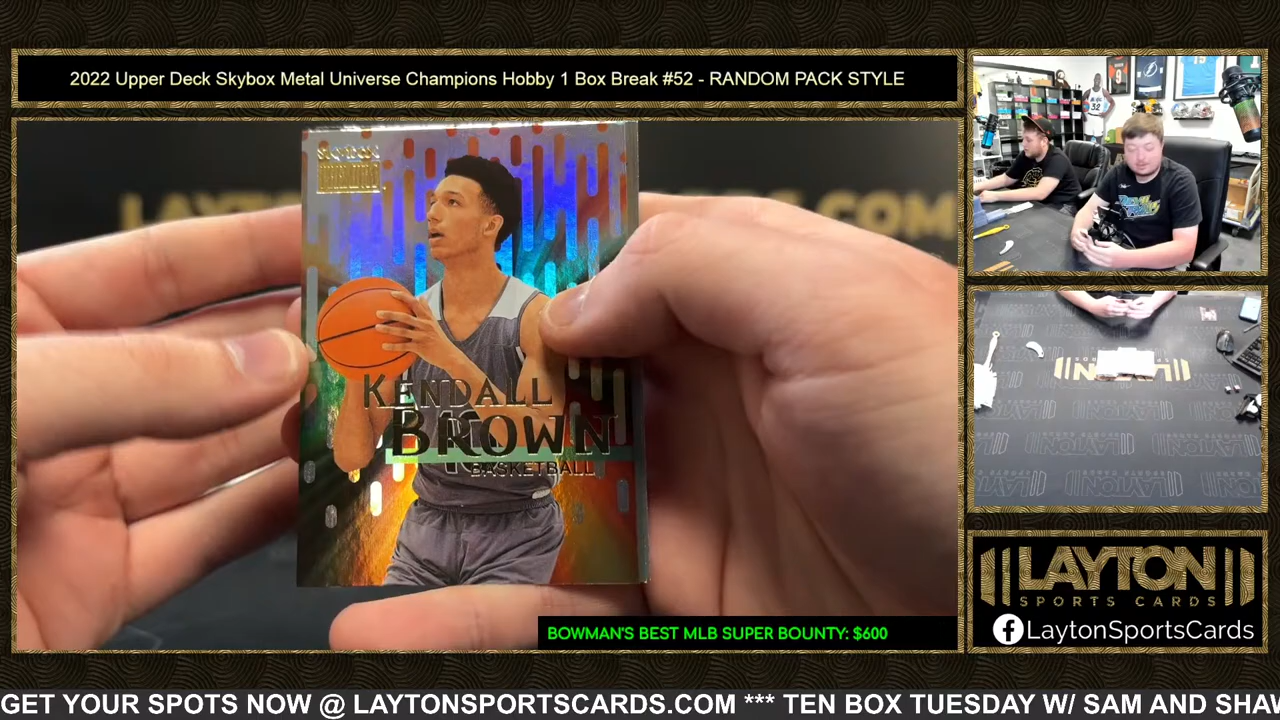 2022 Upper Deck Skybox Metal Universe Champions Hobby 1 Box Break #52 - RANDOM PACK STYLE
SKYBOX
PREMIUM
KENDALL
BROWN
BASKETBALL
BOWMAN'S BEST MLB SUPER BOUNTY: $600
LAYTON
SPORTS CARDS
LaytonSportsCards
GET YOUR SPOTS NOW @ LAYTONSPORTSCARDS.COM *** TEN BOX TUESDAY W/ SAM AND SHAW